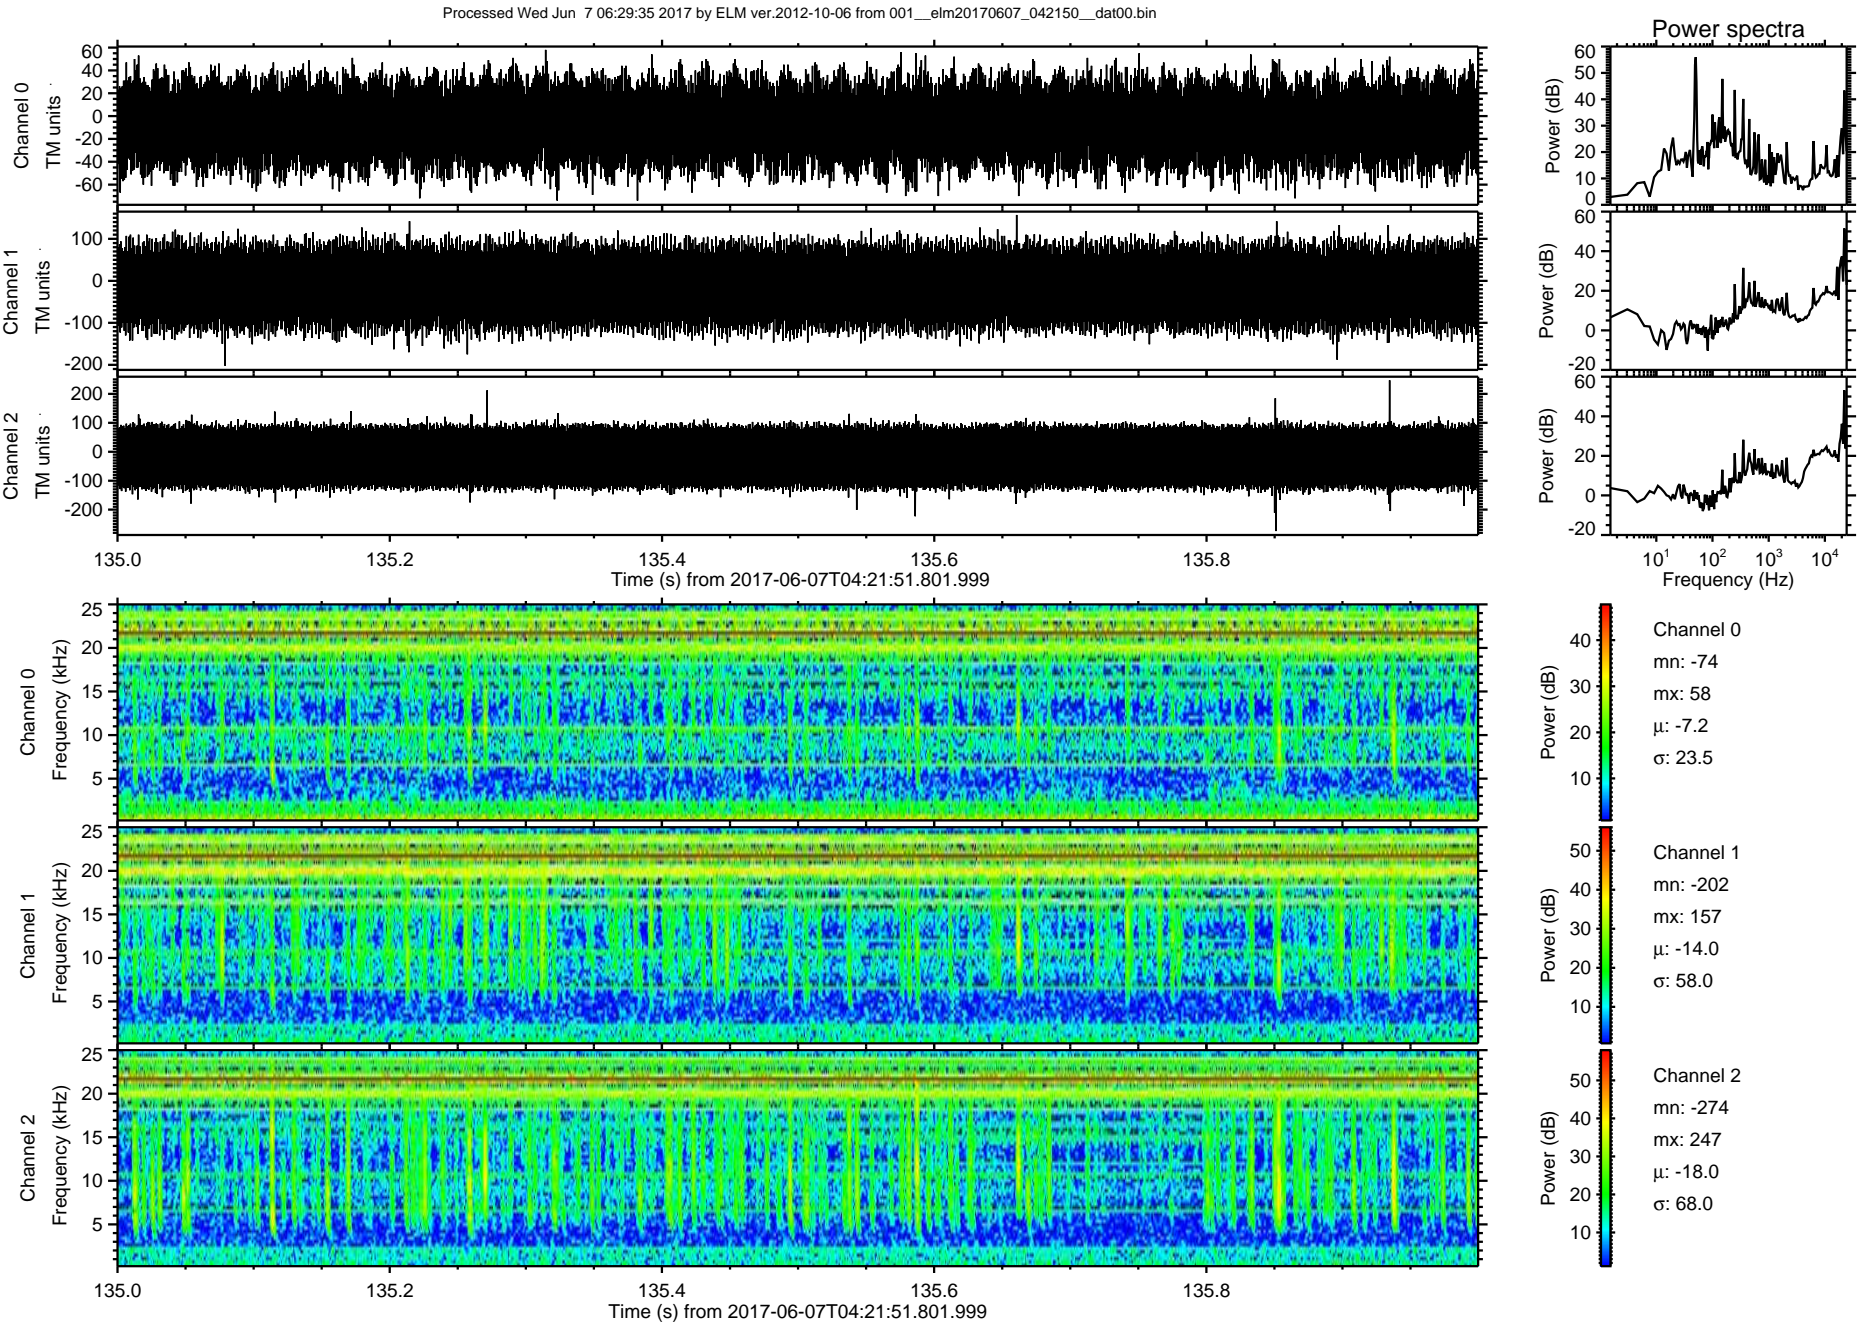 Processed Wed Jun 7 06:29:35 2017 by ELM ver.2012-10-06 from 001__elm20170607_042150__dat00.bin
Power spectra
Channel 0
TM units
60
40
20
0
-20
-40
-60
Power (dB)
60
50
40
30
20
10
0
Channel 1
TM units
100
0
-100
-200
Power (dB)
60
40
20
0
-20
Channel 2
TM units
200
100
0
-100
-200
Power (dB)
60
40
20
0
-20
135.0 135.2 135.4 135.6 135.8
Time (s) from 2017-06-07T04:21:51.801.999
10¹ 10² 10³ 10⁴
Frequency (Hz)
Channel 0
Frequency (kHz)
25
20
15
10
5
Power (dB)
40
30
20
10
Channel 0
mn: -74
mx: 58
µ: -7.2
σ: 23.5
Channel 1
Frequency (kHz)
25
20
15
10
5
Power (dB)
50
40
30
20
10
Channel 1
mn: -202
mx: 157
µ: -14.0
σ: 58.0
Channel 2
Frequency (kHz)
25
20
15
10
5
Power (dB)
50
40
30
20
10
Channel 2
mn: -274
mx: 247
µ: -18.0
σ: 68.0
135.0 135.2 135.4 135.6 135.8
Time (s) from 2017-06-07T04:21:51.801.999